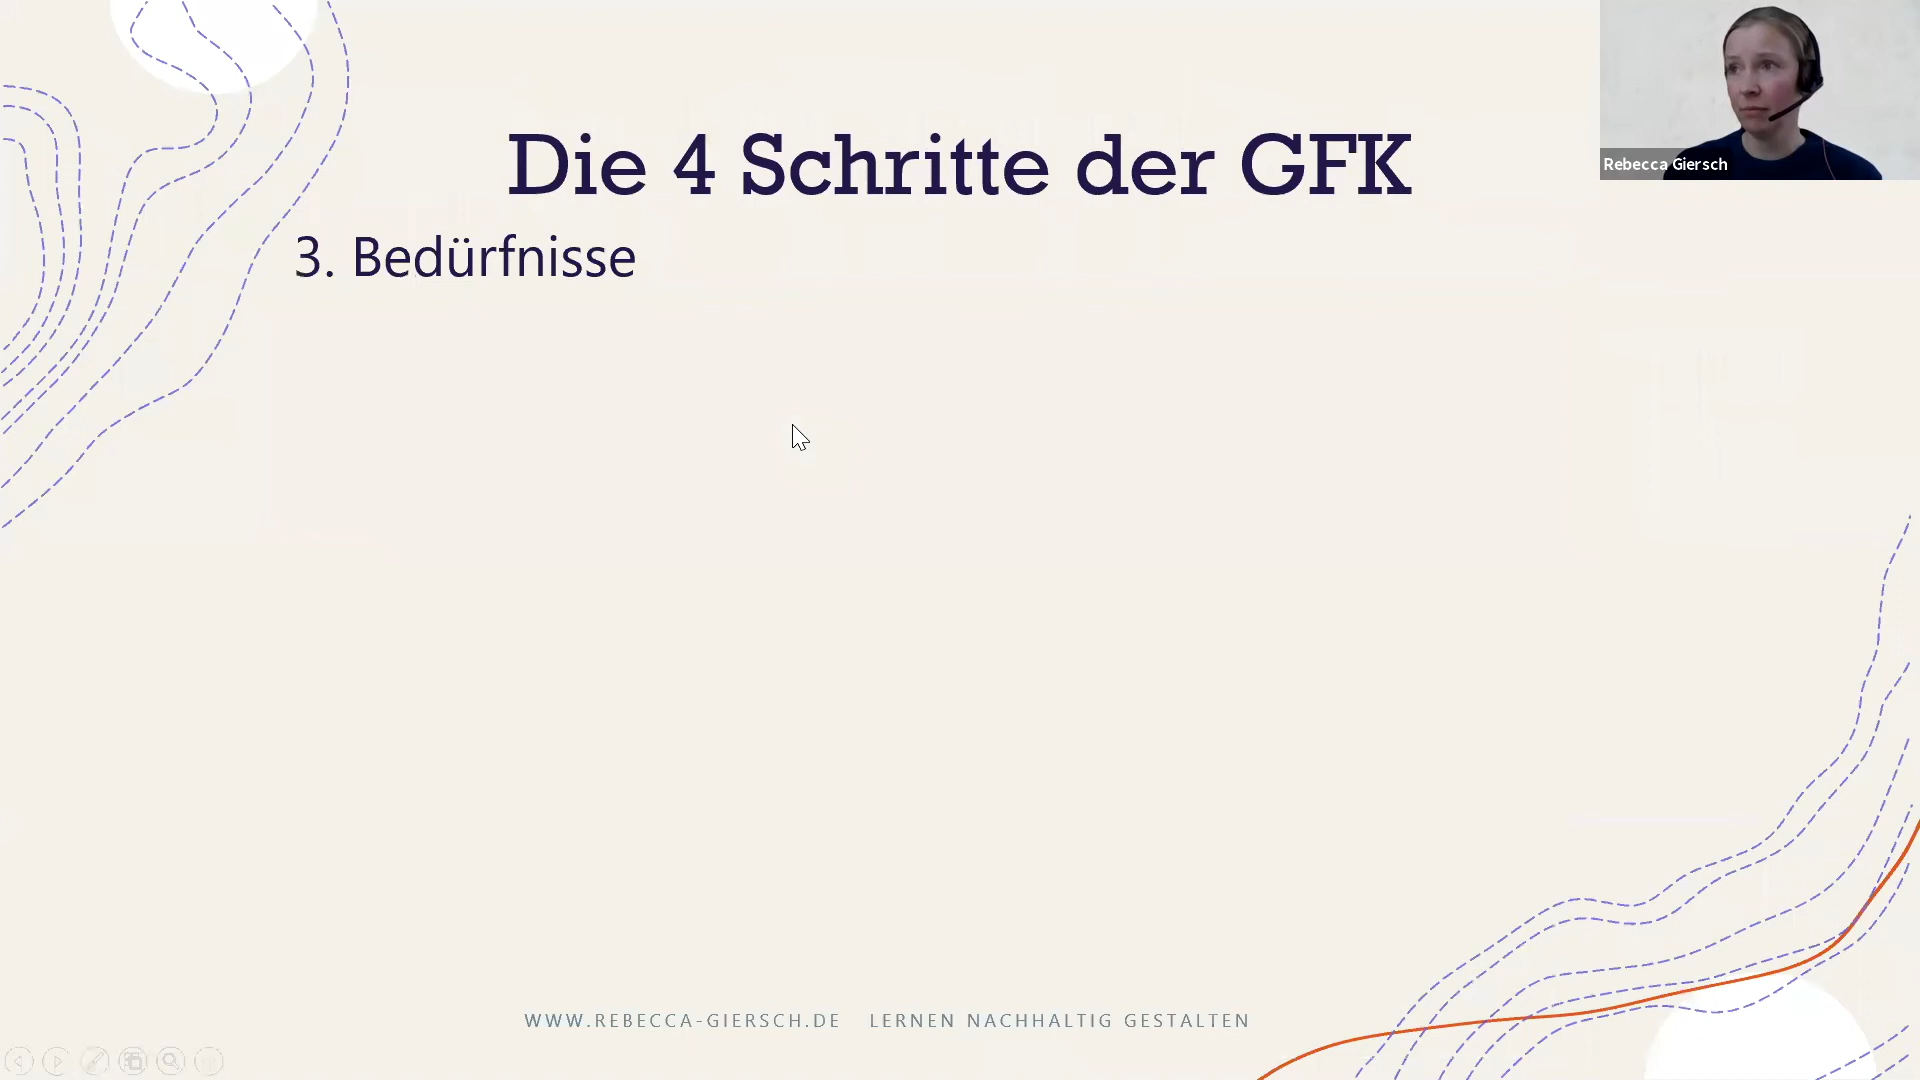 Die 4 Schritte der GFK
3. Bedürfnisse
Rebecca Giersch
WWW.REBECCA-GIERSCH.DE LERNEN NACHHALTIG GESTALTEN